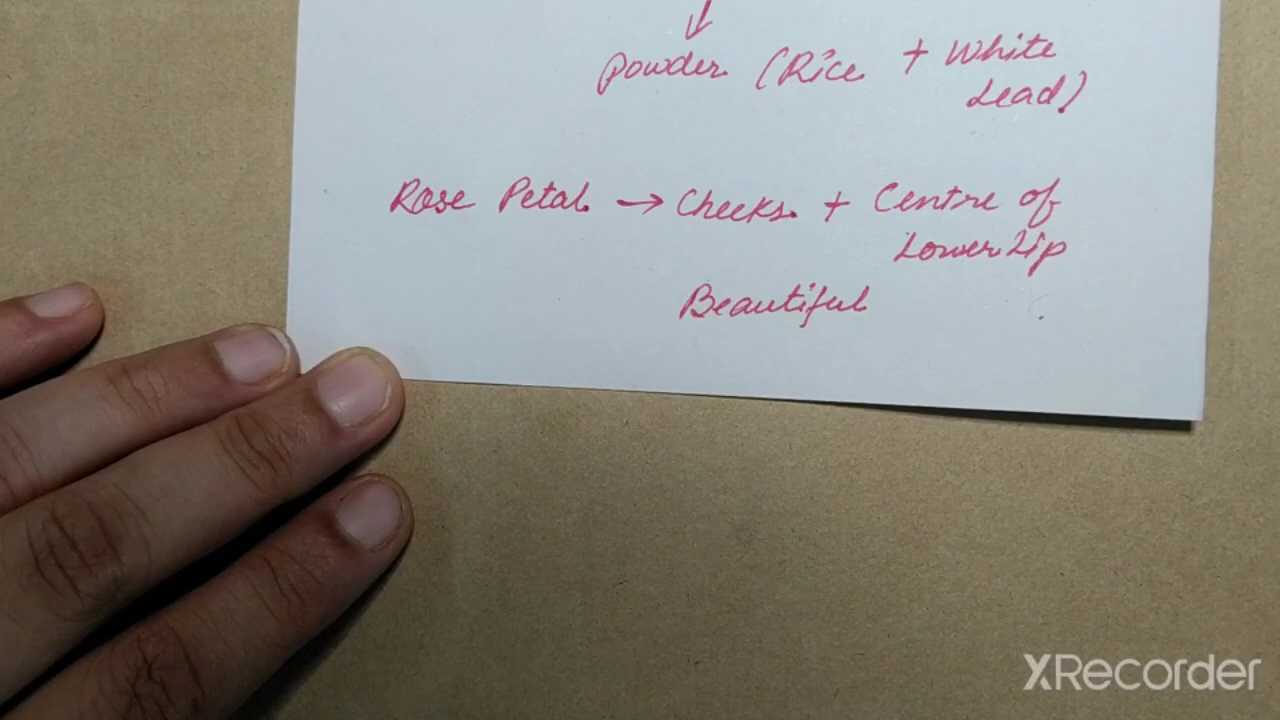 ↓
Powder (Rice + White
Lead)
Rose Petal → Cheeks + Centre of
Lower Lip
Beautiful
XRecorder